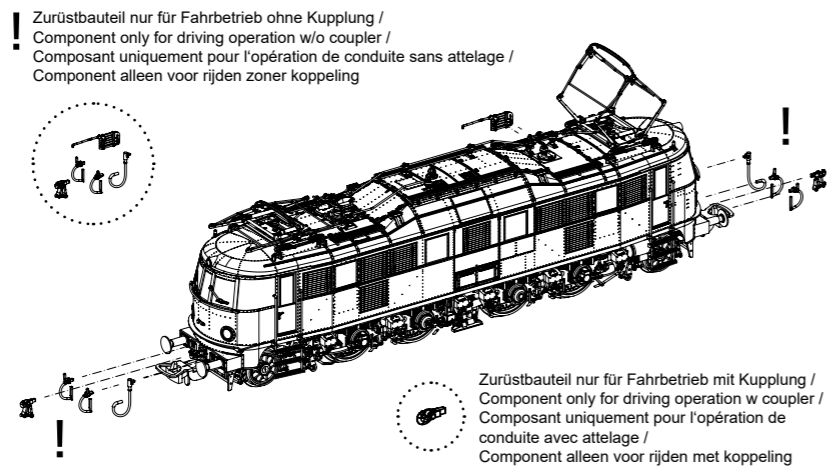 ! Zurüstbauteil nur für Fahrbetrieb ohne Kupplung /
Component only for driving operation w/o coupler /
Composant uniquement pour l'opération de conduite sans attelage /
Component alleen voor rijden zoner koppeling
!
!
Zurüstbauteil nur für Fahrbetrieb mit Kupplung /
Component only for driving operation w coupler /
Composant uniquement pour l'opération de
conduite avec attelage /
Component alleen voor rijden met koppeling